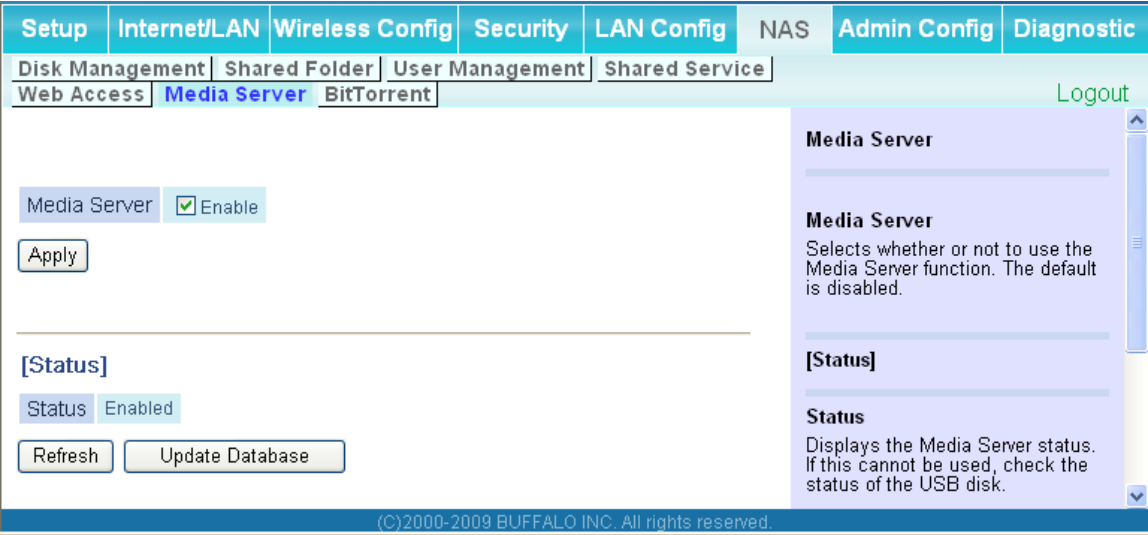 Setup Internet/LAN Wireless Config Security LAN Config NAS Admin Config Diagnostic
Disk Management Shared Folder User Management Shared Service
Web Access Media Server BitTorrent
Logout
Media Server Enable
Apply
[Status]
Status Enabled
Refresh Update Database
Media Server
Media Server
Selects whether or not to use the
Media Server function. The default
is disabled.
[Status]
Status
Displays the Media Server status.
If this cannot be used, check the
status of the USB disk.
(C)2000-2009 BUFFALO INC. All rights reserved.